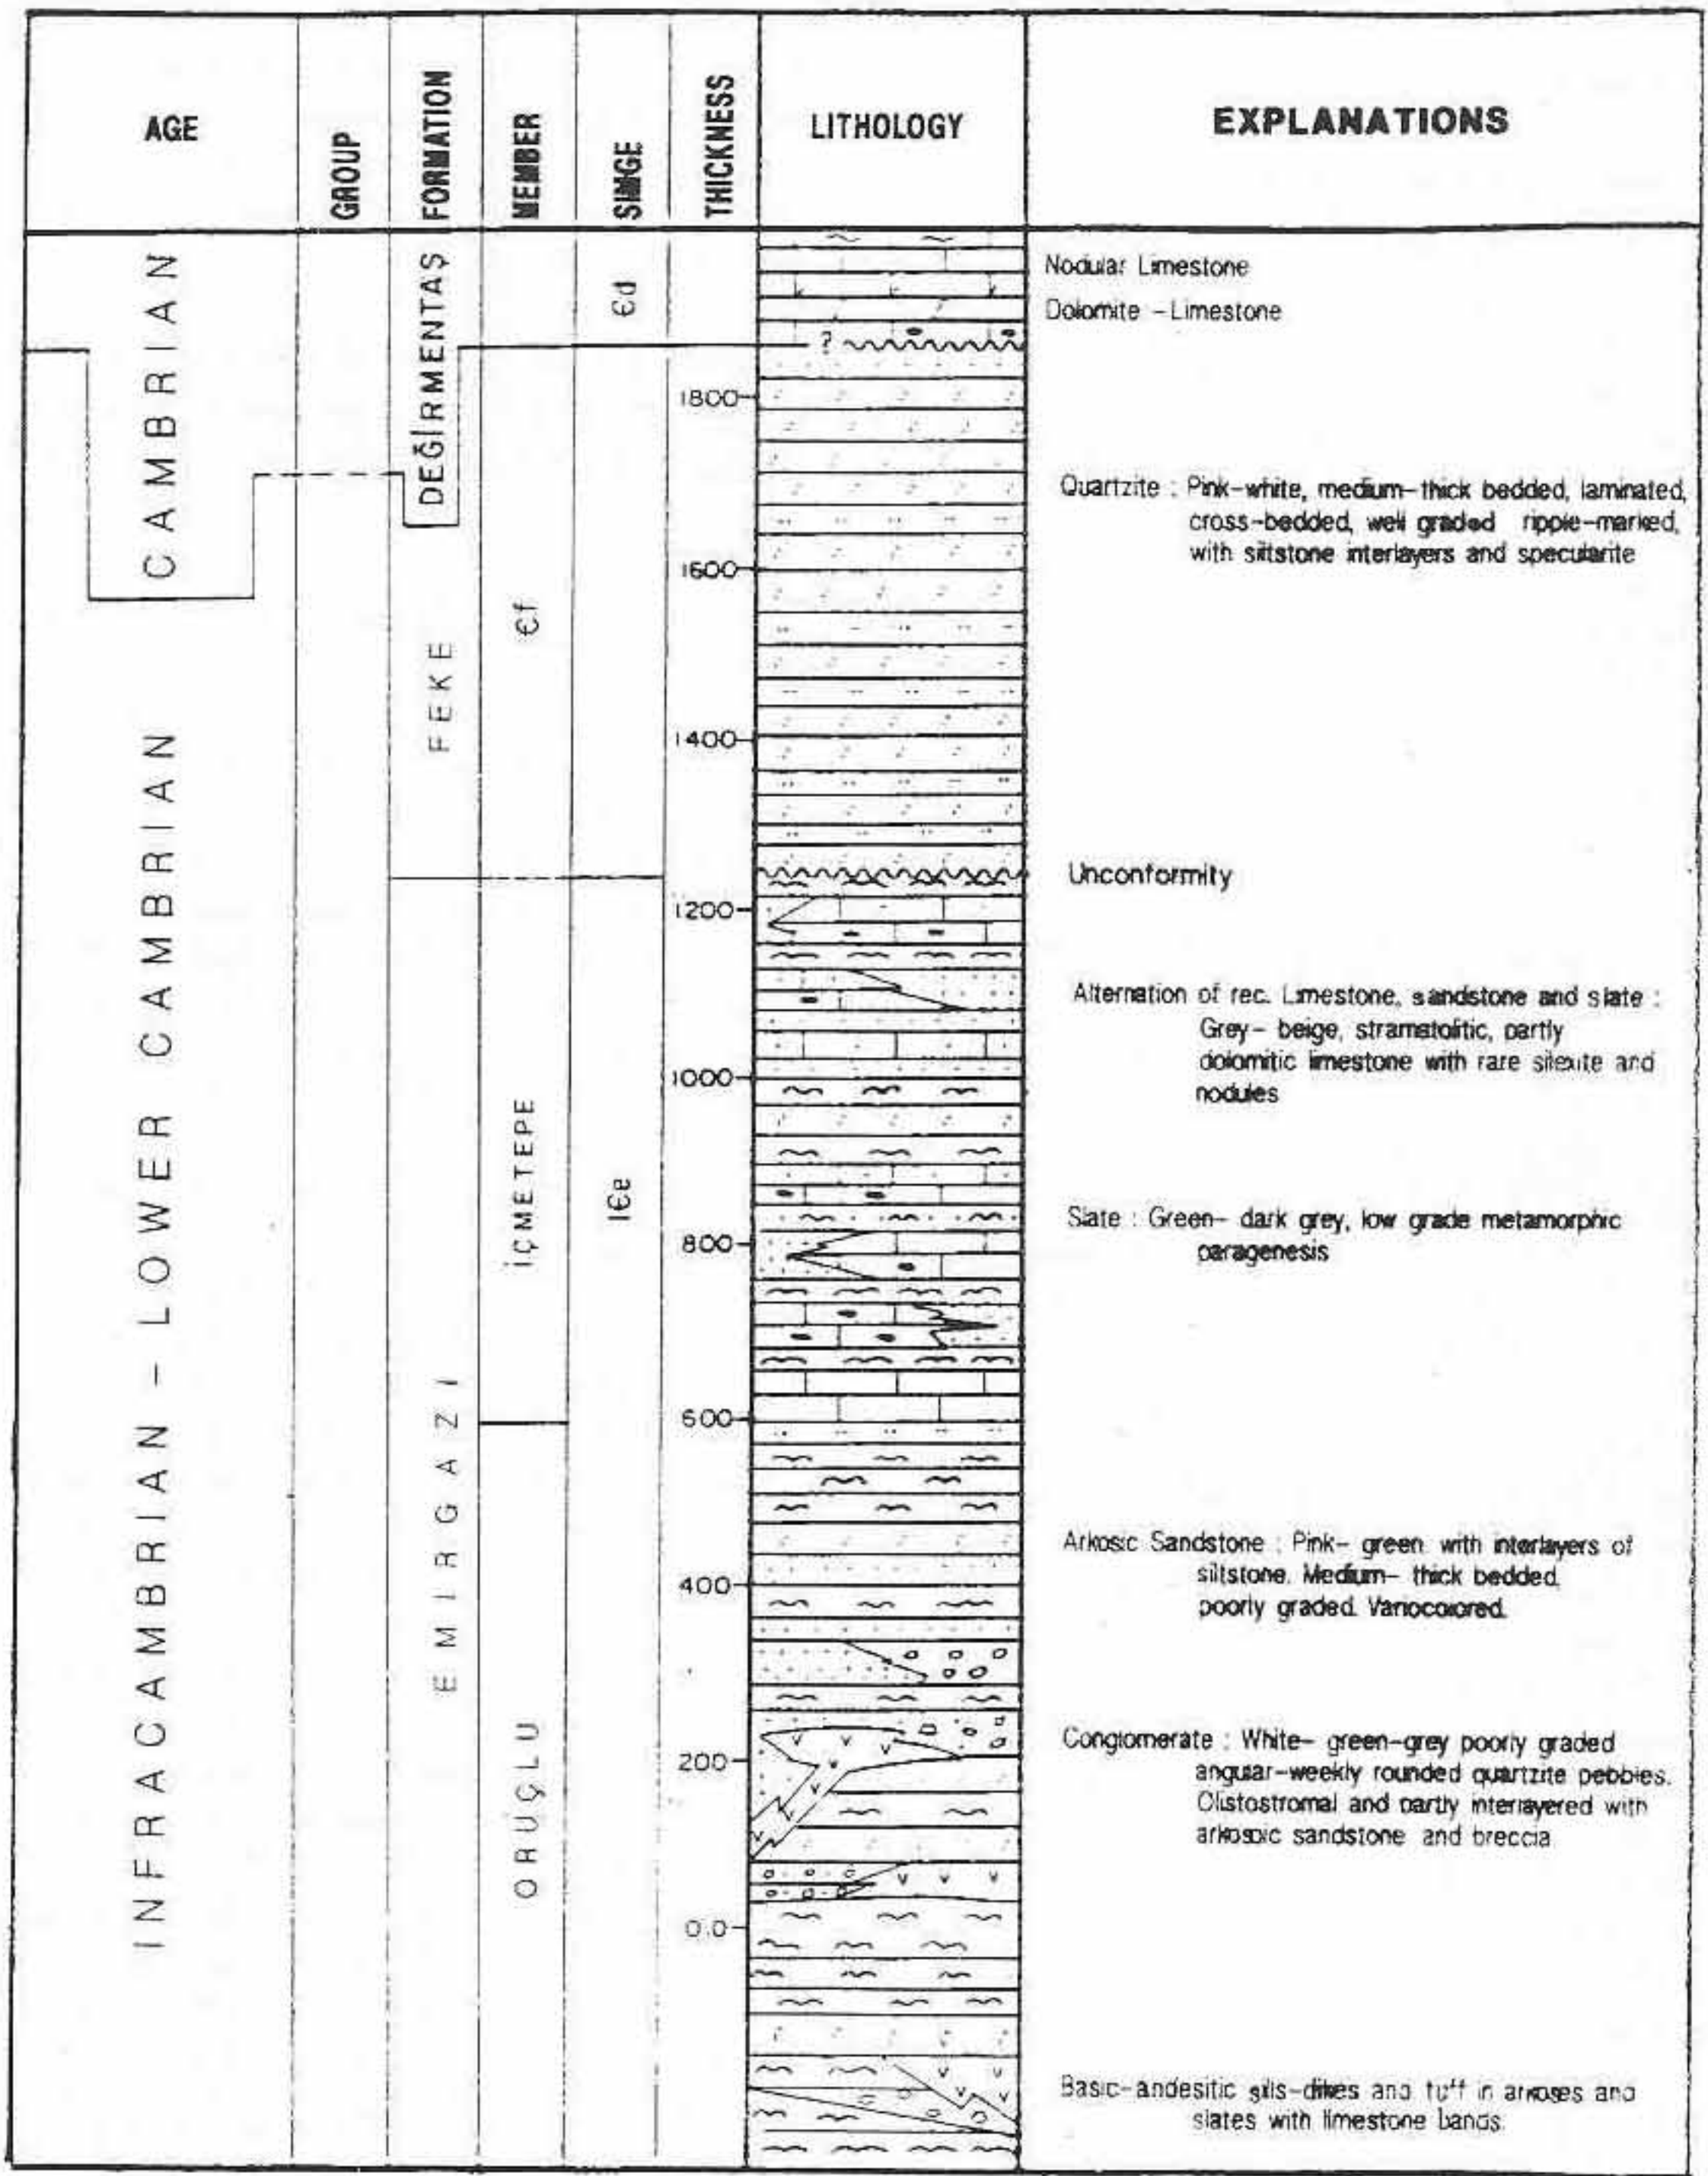 AGE
GROUP
FORMATION
MEMBER
SIMGE
THICKNESS
LITHOLOGY
EXPLANATIONS
CAMBRIAN
INFRACAMBRIAN - LOWER CAMBRIAN
DEĞİRMENTAŞ
FEKE
EMIRGAZI
İÇMETEPE
ORUÇLU
Єd
Єf
IЄe
?
1800
1600
1400
1200
1000
800
600
400
200
0.0
Nodular Limestone
Dolomite - Limestone
Quartzite : Pink-white, medium-thick bedded, laminated,
cross-bedded, well graded ripple-marked,
with siltstone interlayers and specularite
Unconformity
Alternation of rec. Limestone, sandstone and slate :
Grey- beige, stramatolitic, partly
dolomitic limestone with rare silexite and
nodules
Slate : Green- dark grey, low grade metamorphic
paragenesis
Arkosic Sandstone : Pink- green with interlayers of
siltstone. Medium- thick bedded.
poorly graded. Variocolored.
Conglomerate : White- green-grey poorly graded
angular-weekly rounded quartzite pebbles.
Olistostromal and partly interlayered with
sandstone and breccia
Basic-andesitic sills-dikes and tuff in arkoses and
slates with limestone bands.